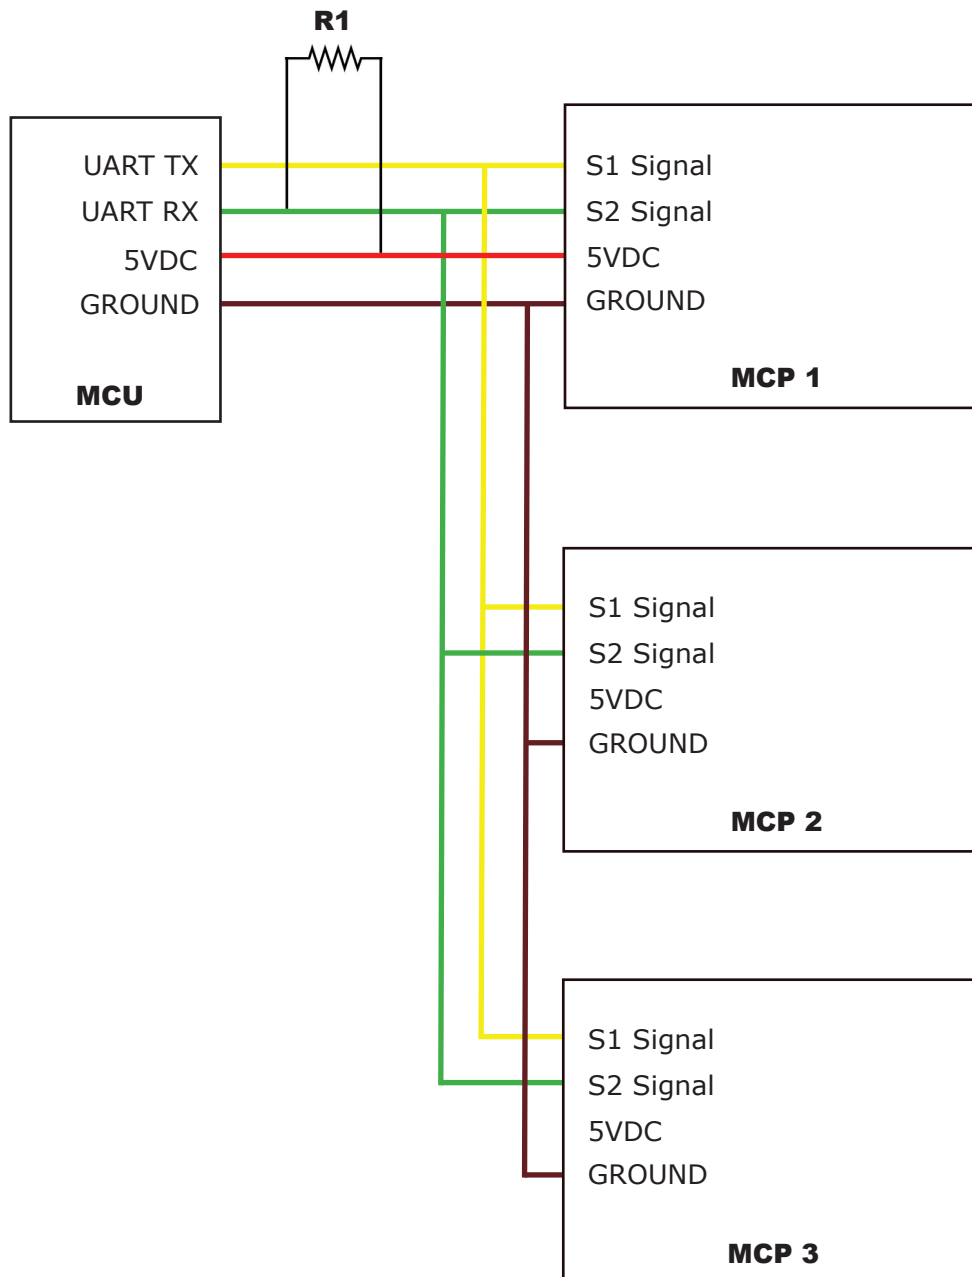 R1
UART TX
UART RX
5VDC
GROUND
MCU
S1 Signal
S2 Signal
5VDC
GROUND
MCP 1
S1 Signal
S2 Signal
5VDC
GROUND
MCP 2
S1 Signal
S2 Signal
5VDC
GROUND
MCP 3